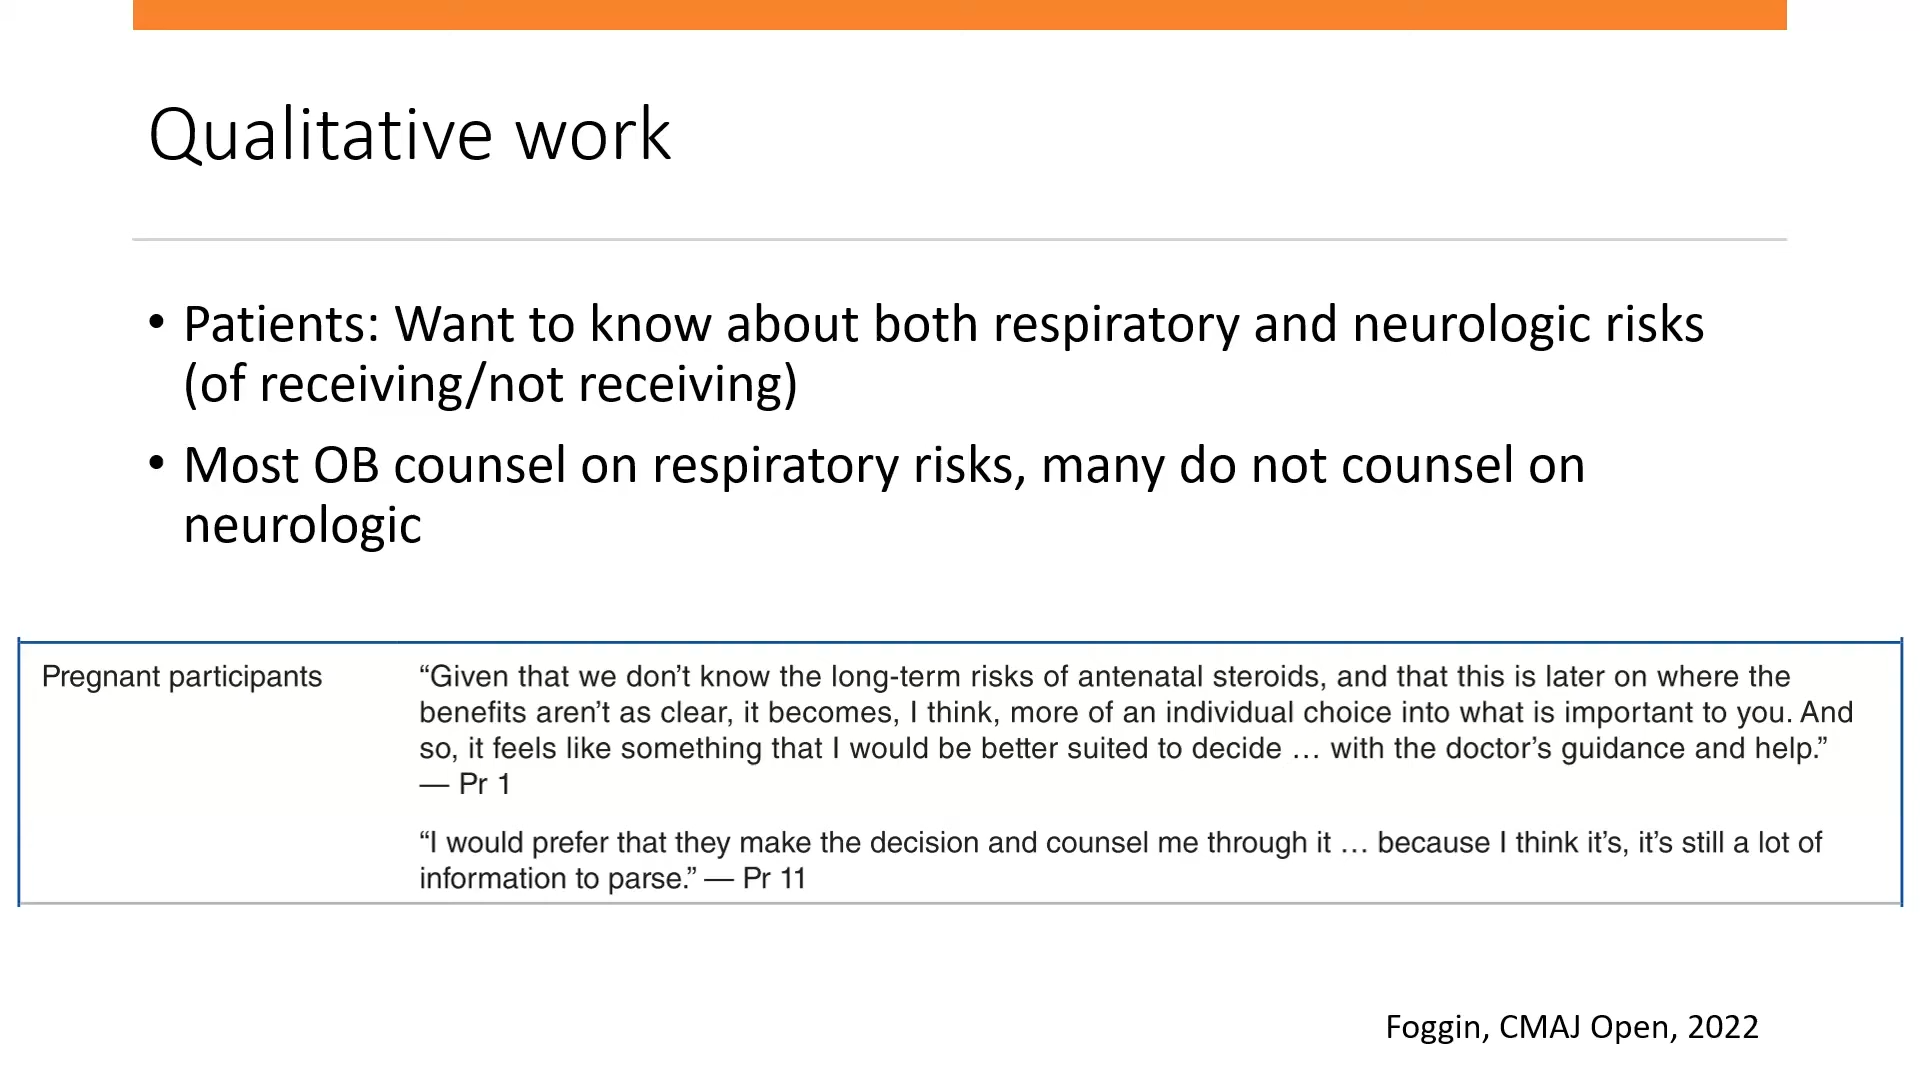 Qualitative work
• Patients: Want to know about both respiratory and neurologic risks
(of receiving/not receiving)
• Most OB counsel on respiratory risks, many do not counsel on
neurologic
Pregnant participants
“Given that we don’t know the long-term risks of antenatal steroids, and that this is later on where the
benefits aren’t as clear, it becomes, I think, more of an individual choice into what is important to you. And
so, it feels like something that I would be better suited to decide … with the doctor’s guidance and help.”
— Pr 1
“I would prefer that they make the decision and counsel me through it … because I think it’s, it’s still a lot of
information to parse.” — Pr 11
Foggin, CMAJ Open, 2022